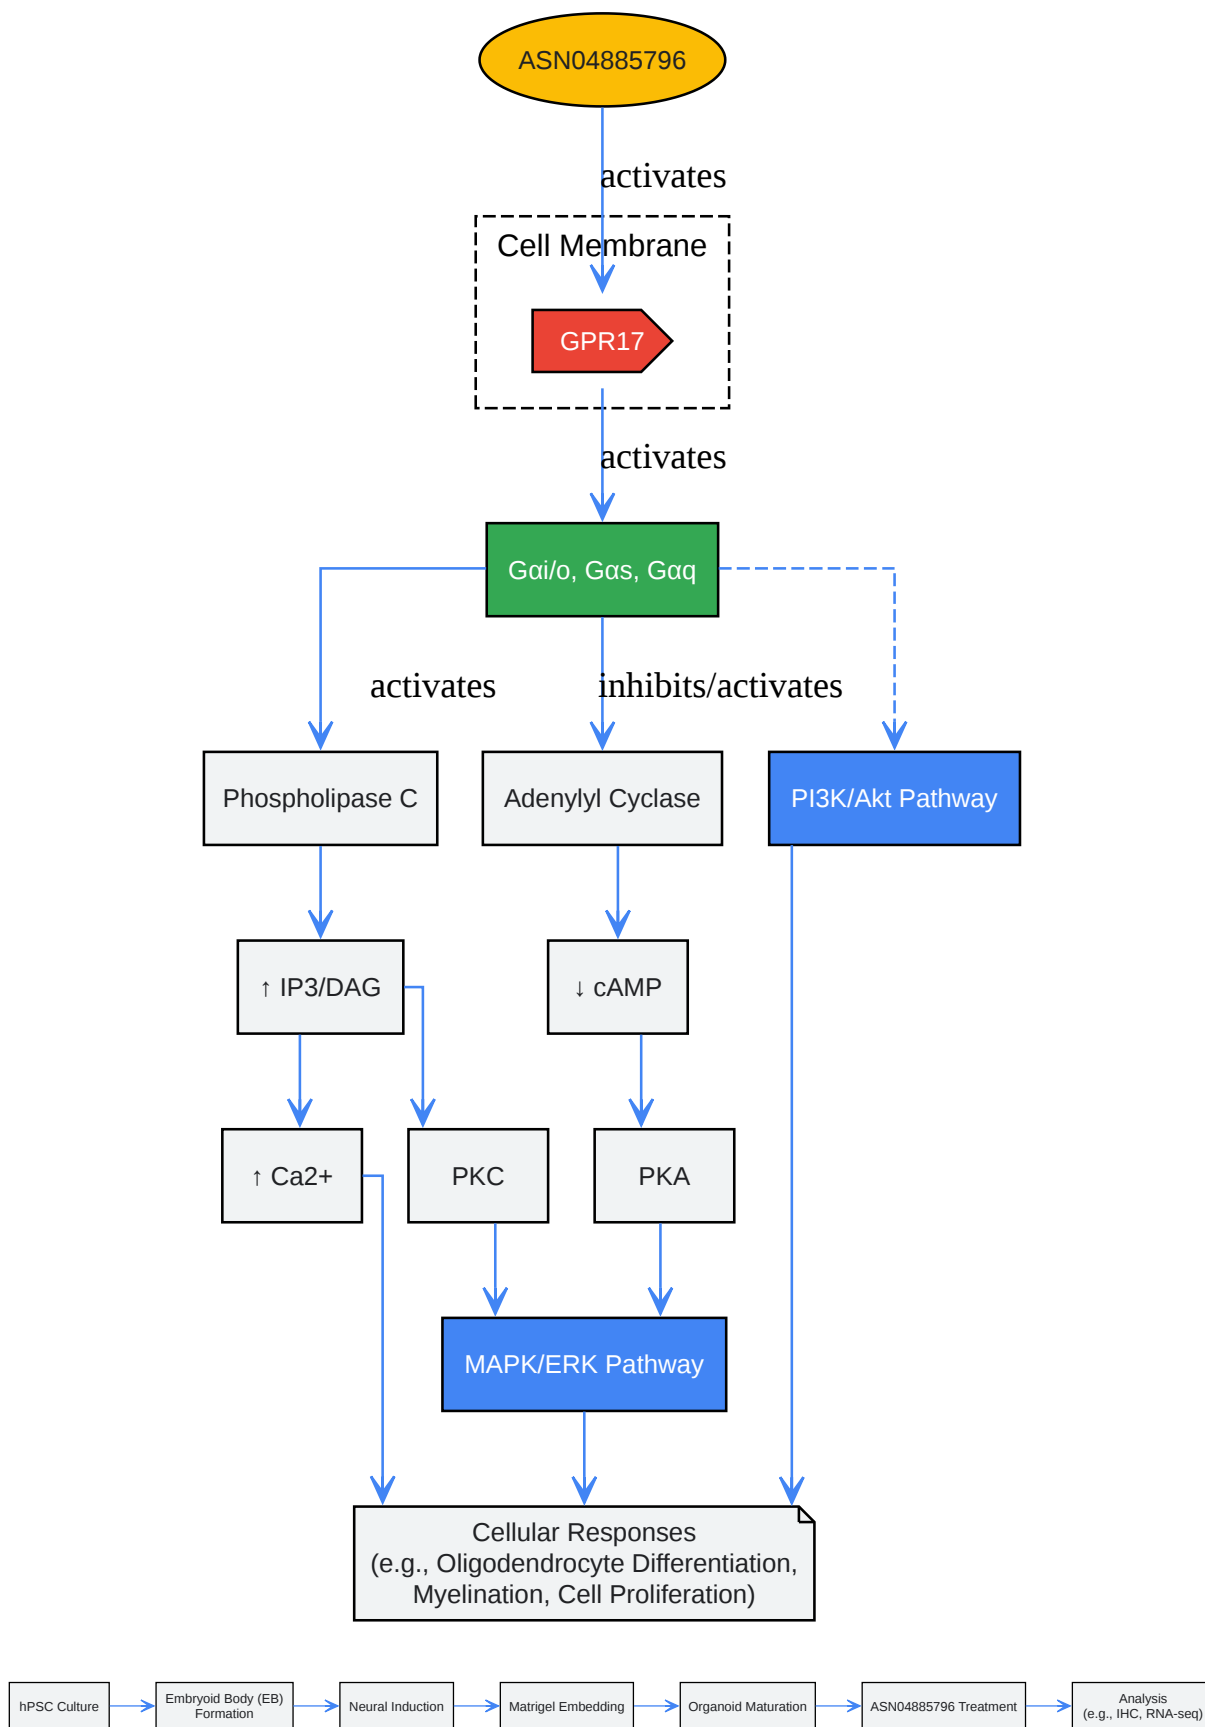 ASN04885796
activates
Cell Membrane
GPR17
activates
Gαi/o, Gαs, Gαq
activates
inhibits/activates
Phospholipase C
Adenylyl Cyclase
PI3K/Akt Pathway
↑ IP3/DAG
↓ cAMP
↑ Ca2+
PKC
PKA
MAPK/ERK Pathway
Cellular Responses
(e.g., Oligodendrocyte Differentiation,
Myelination, Cell Proliferation)
hPSC Culture
Embryoid Body (EB)
Formation
Neural Induction
Matrigel Embedding
Organoid Maturation
ASN04885796 Treatment
Analysis
(e.g., IHC, RNA-seq)